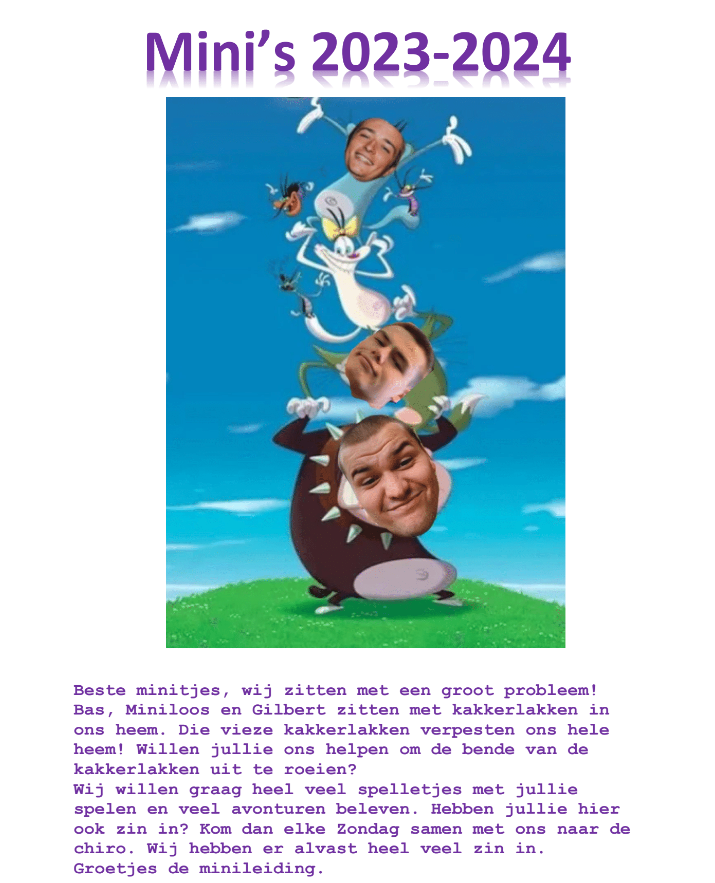 Mini’s 2023-2024
Beste minitjes, wij zitten met een groot probleem!
Bas, Miniloos en Gilbert zitten met kakkerlakken in
ons heem. Die vieze kakkerlakken verpesten ons hele
heem! Willen jullie ons helpen om de bende van de
kakkerlakken uit te roeien?
Wij willen graag heel veel spelletjes met jullie
spelen en veel avonturen beleven. Hebben jullie hier
ook zin in? Kom dan elke Zondag samen met ons naar de
chiro. Wij hebben er alvast heel veel zin in.
Groetjes de minileiding.